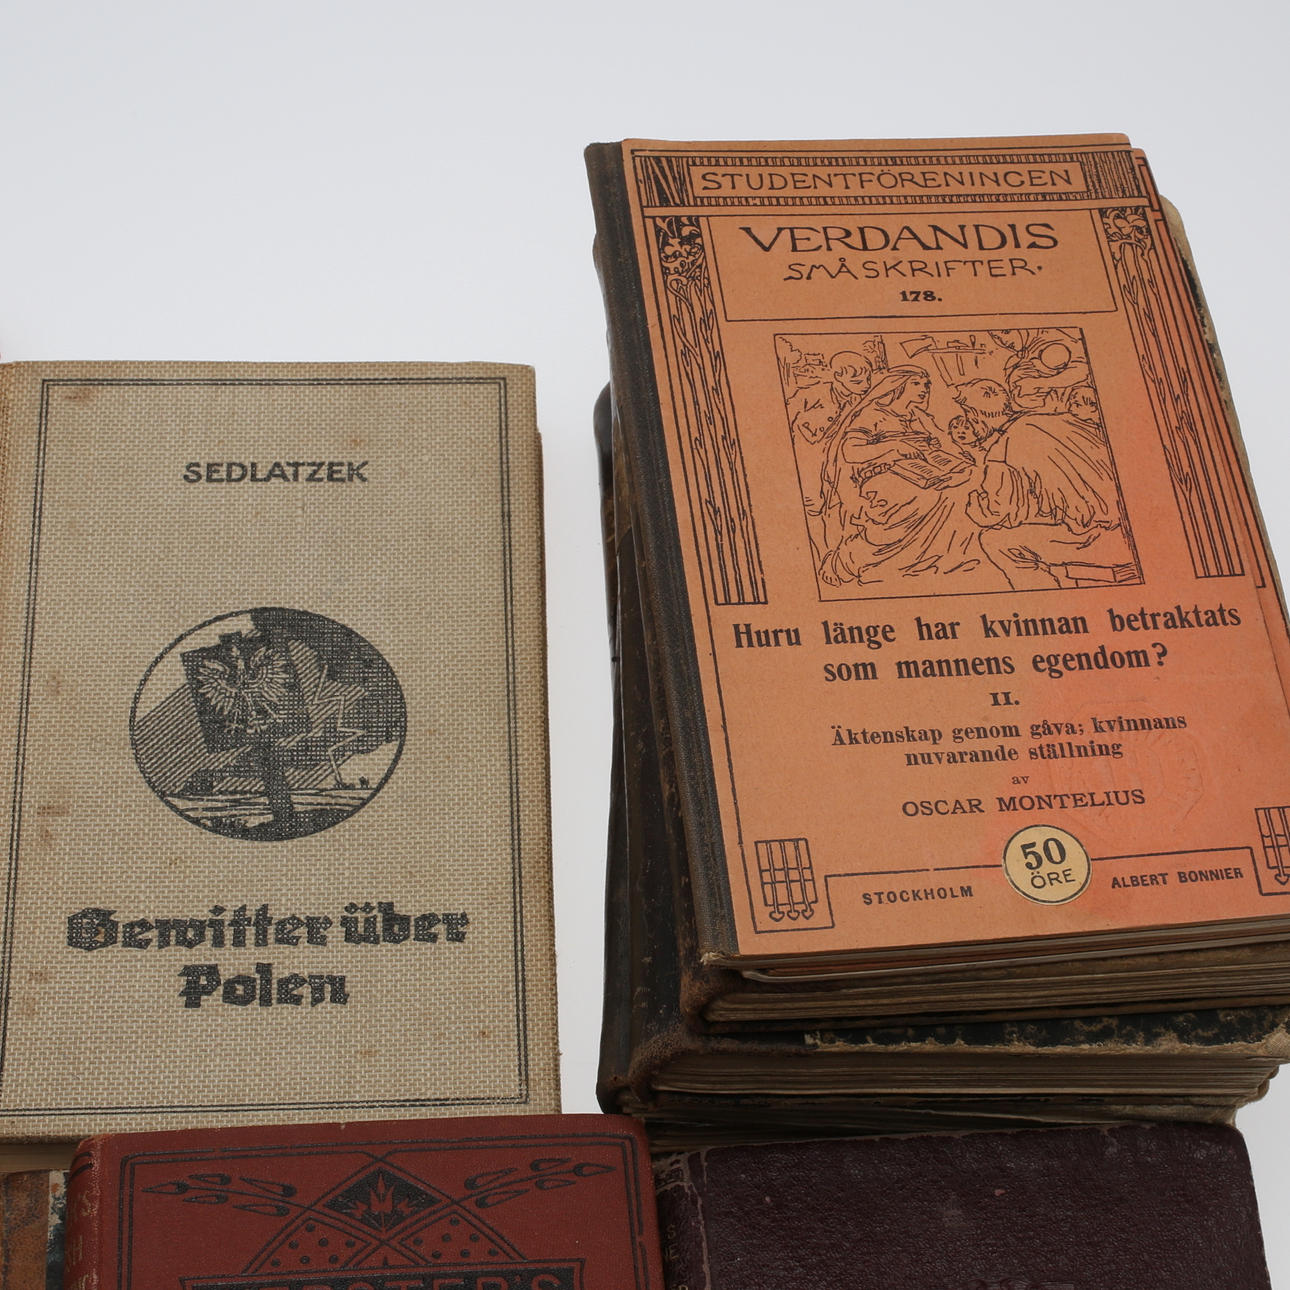 SEDLATZEK
Gewitter über
Polen
STUDENTFÖRENINGEN
VERDANDIS
SMÅSKRIFTER.
178.
Huru länge har kvinnan betraktats
som mannens egendom?
II.
Äktenskap genom gåva; kvinnans
nuvarande ställning
av
OSCAR MONTELIUS
50
ÖRE
STOCKHOLM
ALBERT BONNIER